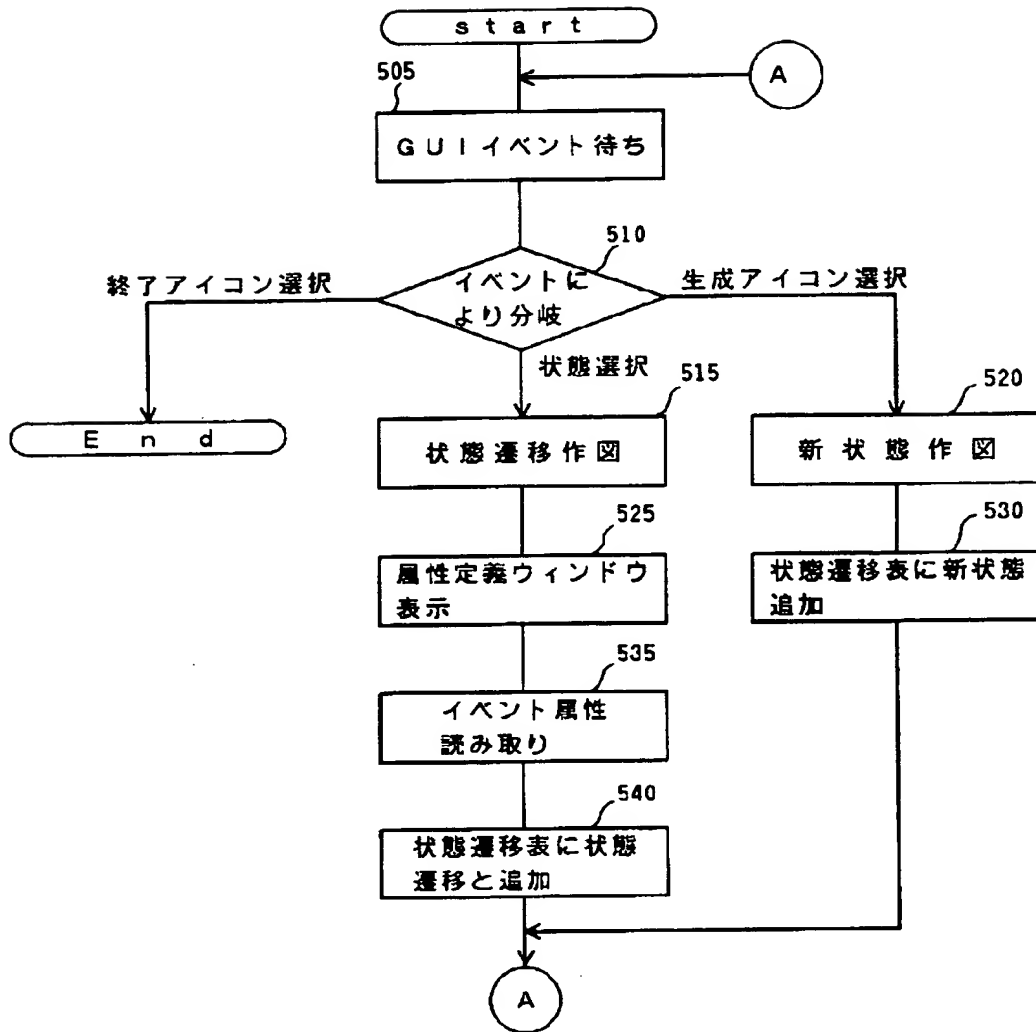 start
A
505
GUIイベント待ち
510
イベントに
より分岐
終了アイコン選択
生成アイコン選択
状態選択
End
515
状態遷移作図
520
新状態作図
525
属性定義ウィンドウ
表示
530
状態遷移表に新状態
追加
535
イベント属性
読み取り
540
状態遷移表に状態
遷移と追加
A